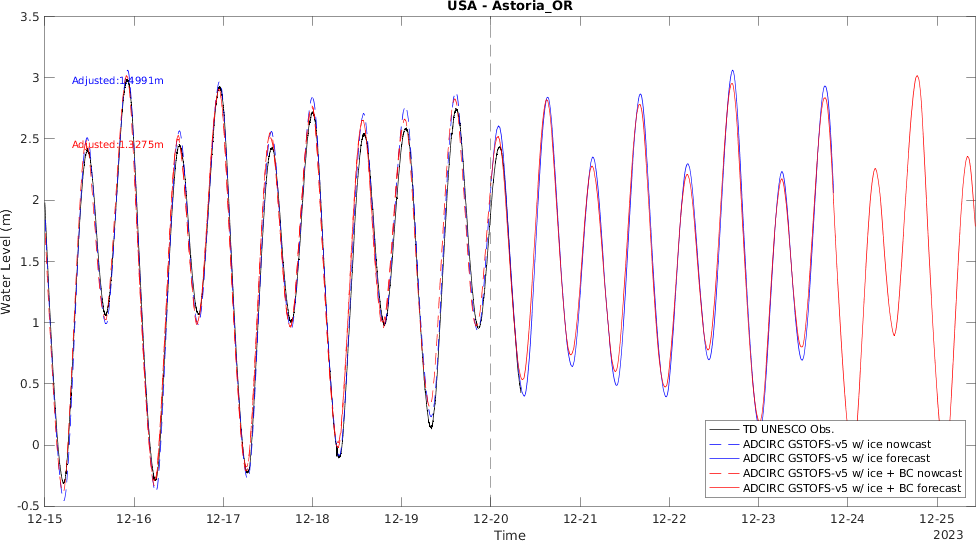 USA - Astoria_OR
3.5
3
2.5
2
1.5
1
0.5
0
-0.5
Water Level (m)
Adjusted:1.4991m
Adjusted:1.3275m
TD UNESCO Obs.
ADCIRC GSTOFS-v5 w/ ice nowcast
ADCIRC GSTOFS-v5 w/ ice forecast
ADCIRC GSTOFS-v5 w/ ice + BC nowcast
ADCIRC GSTOFS-v5 w/ ice + BC forecast
12-15 12-16 12-17 12-18 12-19 12-20 12-21 12-22 12-23 12-24 12-25
Time
2023